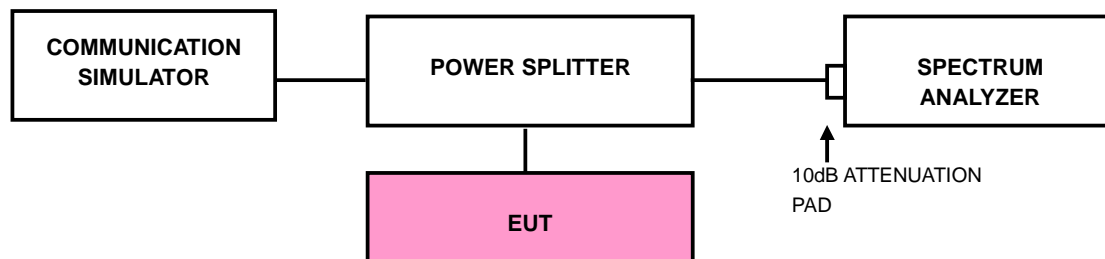 COMMUNICATION
SIMULATOR
POWER SPLITTER
SPECTRUM
ANALYZER
10dB ATTENUATION
PAD
EUT